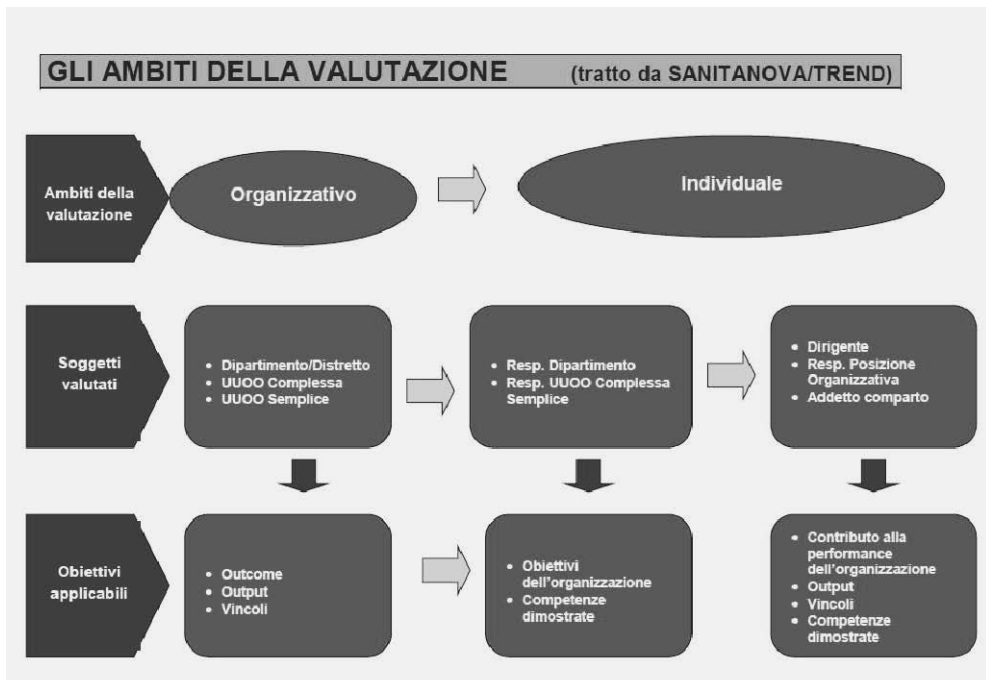 GLI AMBITI DELLA VALUTAZIONE (tratto da SANITANOVA/TREND)
Ambiti della
valutazione
Organizzativo
Individuale
Soggetti
valutati
• Dipartimento/Distretto
• UUOO Complessa
• UUOO Semplice
• Resp. Dipartimento
• Resp. UUOO Complessa
Semplice
• Dirigente
• Resp. Posizione
Organizzativa
• Addetto comparto
Obiettivi
applicabili
• Outcome
• Output
• Vincoli
• Obiettivi
dell'organizzazione
• Competenze
dimostrate
• Contributo alla
performance
dell'organizzazione
• Output
• Vincoli
• Competenze
dimostrate